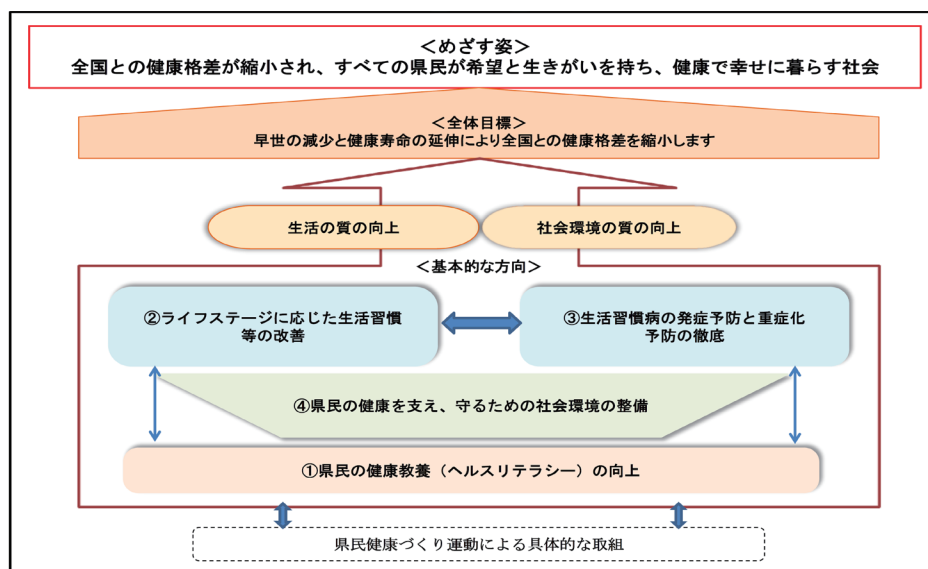 ＜めざす姿＞
全国との健康格差が縮小され、すべての県民が希望と生きがいを持ち、健康で幸せに暮らす社会
＜全体目標＞
早世の減少と健康寿命の延伸により全国との健康格差を縮小します
生活の質の向上
社会環境の質の向上
＜基本的な方向＞
②ライフステージに応じた生活習慣
等の改善
③生活習慣病の発症予防と重症化
予防の徹底
④県民の健康を支え、守るための社会環境の整備
①県民の健康教養（ヘルスリテラシー）の向上
県民健康づくり運動による具体的な取組